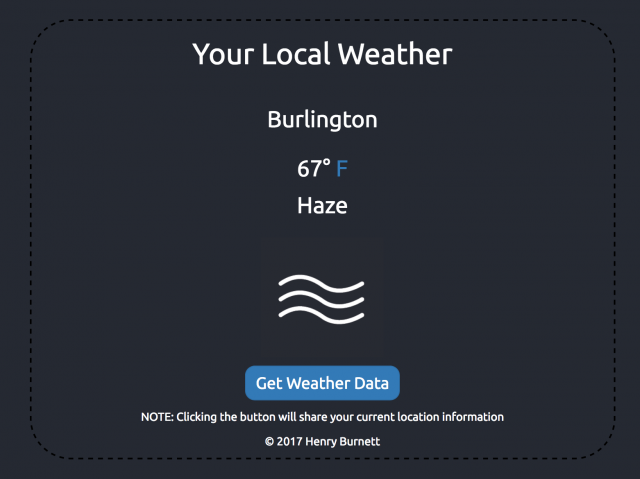 Your Local Weather
Burlington
67° F
Haze
Get Weather Data
NOTE: Clicking the button will share your current location information
© 2017 Henry Burnett